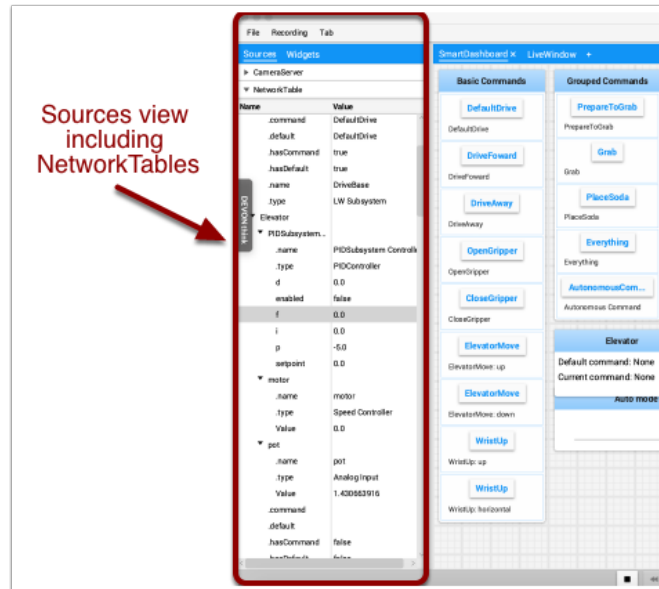 Sources view
including
NetworkTables
File Recording Tab
Sources Widgets
CameraServer
NetworkTable
Name Value
.command DefaultDrive
.default DefaultDrive
.hasCommand true
.hasDefault true
.name DriveBase
.type LW Subsystem
Elevator
PIDSubsystem...
.name PIDSubsystem Controll
.type PIDController
d 0.0
enabled false
f 0.0
i 0.0
p -5.0
setpoint 0.0
motor
.name motor
.type Speed Controller
Value 0.0
pot
.name pot
.type Analog Input
Value 1.430663916
.command
.default
.hasCommand false
.hasDefault false
DEVONthink
SmartDashboard × LiveWindow +
Basic Commands
DefaultDrive
DefaultDrive
DriveFoward
DriveFoward
DriveAway
DriveAway
OpenGripper
OpenGripper
CloseGripper
CloseGripper
ElevatorMove
ElevatorMove: up
ElevatorMove
ElevatorMove: down
WristUp
WristUp: up
WristUp
WristUp: horizontal
Grouped Commands
PrepareToGrab
PrepareToGrab
Grab
Grab
PlaceSoda
PlaceSoda
Everything
Everything
AutonomousCom...
Autonomous Command
Elevator
Default command: None
Current command: None
Auto mode